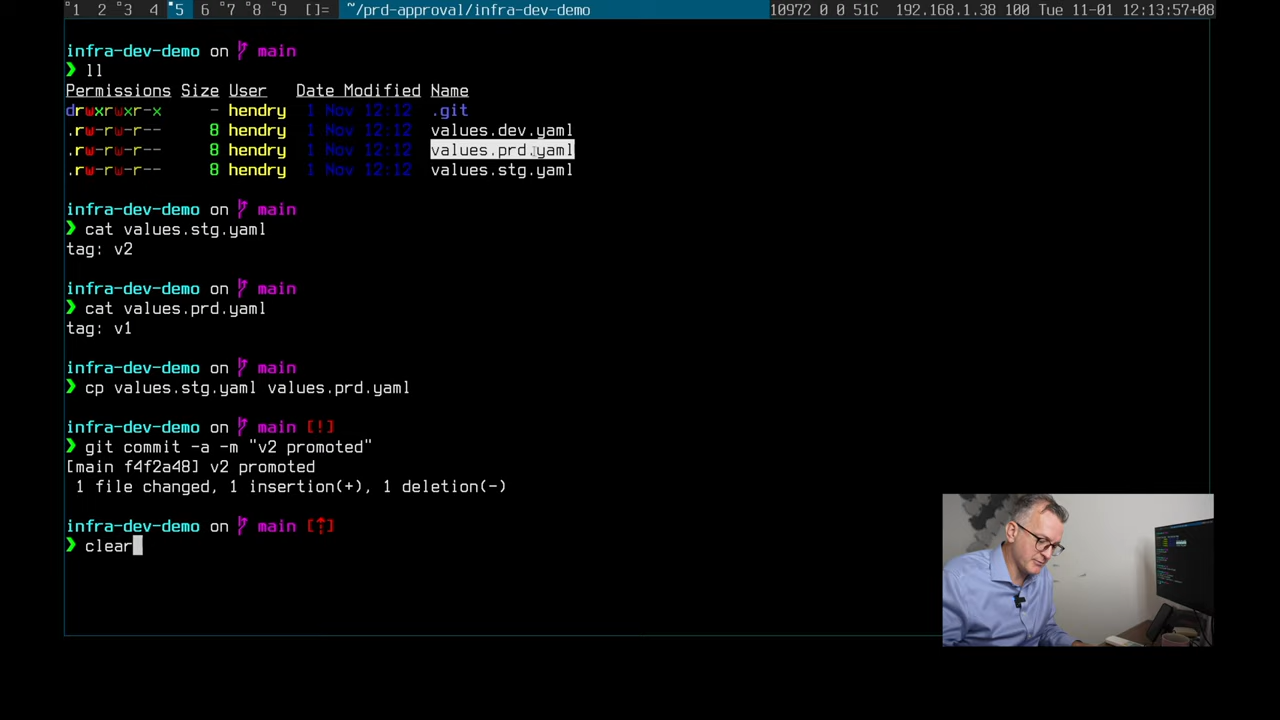 1 2 3 4 5 6 7 8 9 []= ~/prd-approval/infra-dev-demo 10972 0 0 51C 192.168.1.38 100 Tue 11-01 12:13:57+08
infra-dev-demo on main
❯ ll
Permissions Size User Date Modified Name
drwxrwxr-x - hendry 1 Nov 12:12 .git
.rw-rw-r-- 8 hendry 1 Nov 12:12 values.dev.yaml
.rw-rw-r-- 8 hendry 1 Nov 12:12 values.prd.yaml
.rw-rw-r-- 8 hendry 1 Nov 12:12 values.stg.yaml
infra-dev-demo on main
❯ cat values.stg.yaml
tag: v2
infra-dev-demo on main
❯ cat values.prd.yaml
tag: v1
infra-dev-demo on main
❯ cp values.stg.yaml values.prd.yaml
infra-dev-demo on main [!]
❯ git commit -a -m "v2 promoted"
[main f4f2a48] v2 promoted
1 file changed, 1 insertion(+), 1 deletion(-)
infra-dev-demo on main [⇡]
❯ clear